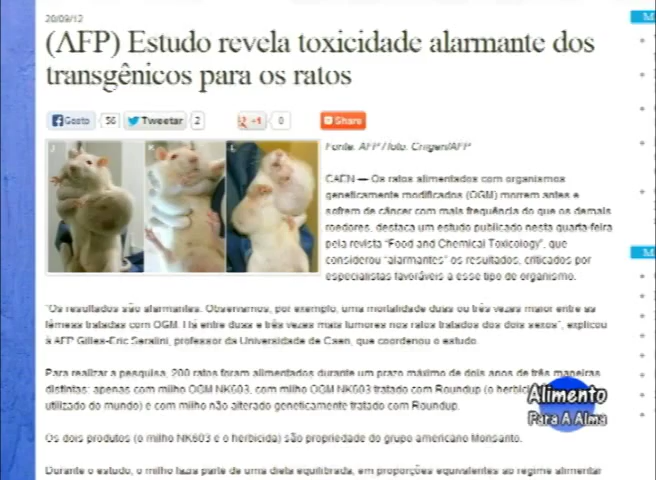 20/09/12
(AFP) Estudo revela toxicidade alarmante dos
transgênicos para os ratos
Gosto 56 Tweetar 2 +1 0 Share
J K L
Fonte: AFP / foto: Criigen/AFP
CAEN — Os ratos alimentados com organismos
geneticamente modificados (OGM) morrem antes e
sofrem de câncer com mais frequência do que os demais
roedores, destaca um estudo publicado nesta quarta-feira
pela revista "Food and Chemical Toxicology", que
considerou "alarmantes" os resultados, criticados por
especialistas favoráveis a esse tipo de organismo.
"Os resultados são alarmantes. Observamos, por exemplo, uma mortalidade duas ou três vezes maior entre as
fêmeas tratadas com OGM. Há entre duas e três vezes mais tumores nos ratos tratados dos dois sexos", explicou
à AFP Gilles-Eric Seralini, professor da Universidade de Caen, que coordenou o estudo.
Para realizar a pesquisa, 200 ratos foram alimentados durante um prazo máximo de dois anos de três maneiras
distintas: apenas com milho OGM NK603, com milho OGM NK603 tratado com Roundup (o herbicida
utilizado do mundo) e com milho não alterado geneticamente tratado com Roundup.
Os dois produtos (o milho NK603 e o herbicida) são propriedade do grupo americano Monsanto.
Durante o estudo, o milho fazia parte de uma dieta equilibrada, em proporções equivalentes ao regime alimentar
Alimento
Para A Alma
M
M